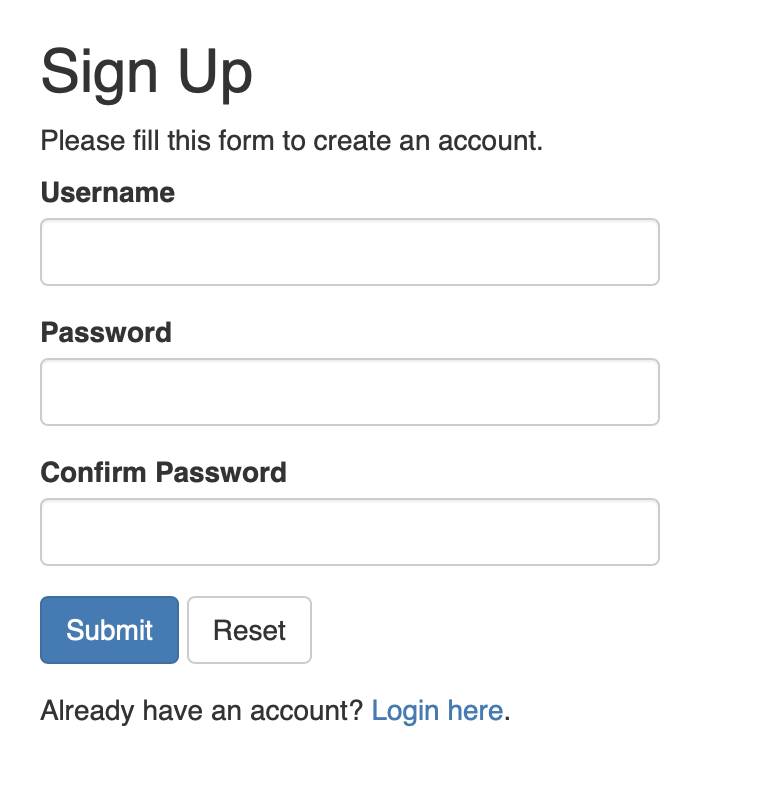 Sign Up
Please fill this form to create an account.
Username
Password
Confirm Password
Submit Reset
Already have an account? Login here.